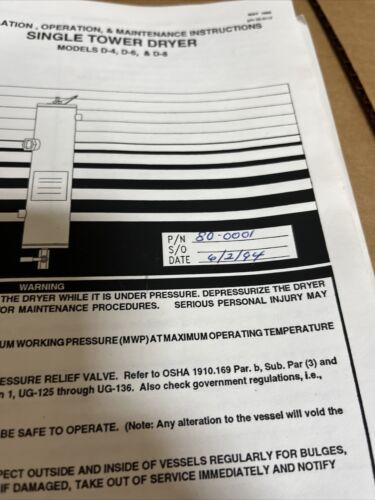 MAY 1988
ATION , OPERATION, & MAINTENANCE INSTRUCTIONS
SINGLE TOWER DRYER
MODELS D-4, D-6, & D-8
P/N 80-0001
S/O
DATE 6/2/94
WARNING
THE DRYER WHILE IT IS UNDER PRESSURE. DEPRESSURIZE THE DRYER
OR MAINTENANCE PROCEDURES. SERIOUS PERSONAL INJURY MAY
UM WORKING PRESSURE (MWP) AT MAXIMUM OPERATING TEMPERATURE
ESSURE RELIEF VALVE. Refer to OSHA 1910.169 Par. b, Sub. Par (3) and
n 1, UG-125 through UG-136. Also check government regulations, i.e.,
BE SAFE TO OPERATE. (Note: Any alteration to the vessel will void the
PECT OUTSIDE AND INSIDE OF VESSELS REGULARLY FOR BULGES,
IF DAMAGED, TAKE OUT OF SERVICE IMMEDIATELY AND NOTIFY